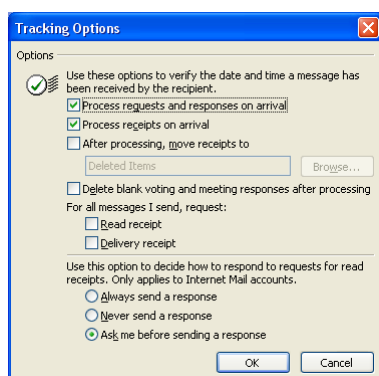 Tracking Options
Options
Use these options to verify the date and time a message has
been received by the recipient.
Process requests and responses on arrival
Process receipts on arrival
After processing, move receipts to
Deleted Items
Browse...
Delete blank voting and meeting responses after processing
For all messages I send, request:
Read receipt
Delivery receipt
Use this option to decide how to respond to requests for read
receipts. Only applies to Internet Mail accounts.
Always send a response
Never send a response
Ask me before sending a response
OK
Cancel